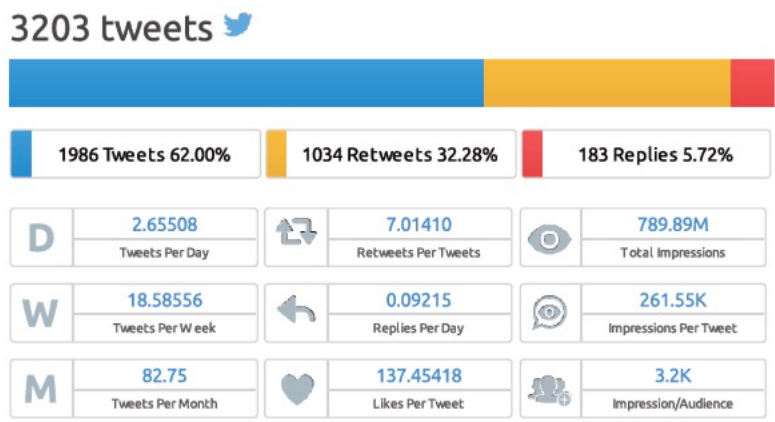 3203 tweets
1986 Tweets 62.00%
1034 Retweets 32.28%
183 Replies 5.72%
D
2.65508
Tweets Per Day
7.01410
Retweets Per Tweets
789.89M
Total Impressions
W
18.58556
Tweets Per Week
0.09215
Replies Per Day
261.55K
Impressions Per Tweet
M
82.75
Tweets Per Month
137.45418
Likes Per Tweet
3.2K
Impression/Audience